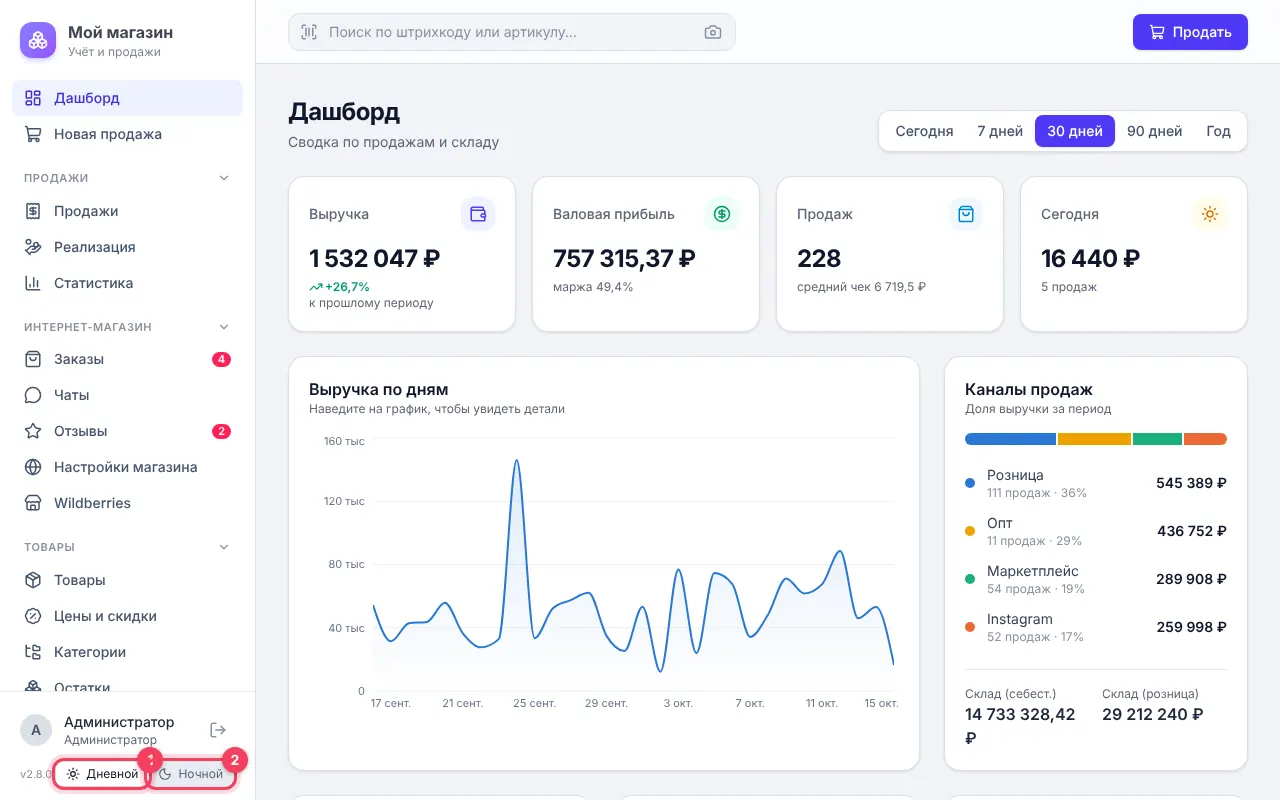 Мой магазин
Учёт и продажи
Поиск по штрихкоду или артикулу...
Продать
Дашборд
Новая продажа
ПРОДАЖИ
Продажи
Реализация
Статистика
ИНТЕРНЕТ-МАГАЗИН
Заказы 4
Чаты
Отзывы 2
Настройки магазина
Wildberries
ТОВАРЫ
Товары
Цены и скидки
Категории
Остатки
А Администратор
Администратор
v2.8.0 Дневной 1 Ночной 2
Дашборд
Сводка по продажам и складу
Сегодня 7 дней 30 дней 90 дней Год
Выручка
1 532 047 ₽
+26,7%
к прошлому периоду
Валовая прибыль
757 315,37 ₽
маржа 49,4%
Продаж
228
средний чек 6 719,5 ₽
Сегодня
16 440 ₽
5 продаж
Выручка по дням
Наведите на график, чтобы увидеть детали
160 тыс
120 тыс
80 тыс
40 тыс
0
17 сент. 21 сент. 25 сент. 29 сент. 3 окт. 7 окт. 11 окт. 15 окт.
Каналы продаж
Доля выручки за период
Розница 545 389 ₽
111 продаж · 36%
Опт 436 752 ₽
11 продаж · 29%
Маркетплейс 289 908 ₽
54 продаж · 19%
Instagram 259 998 ₽
52 продаж · 17%
Склад (себест.) Склад (розница)
14 733 328,42 29 212 240 ₽
₽